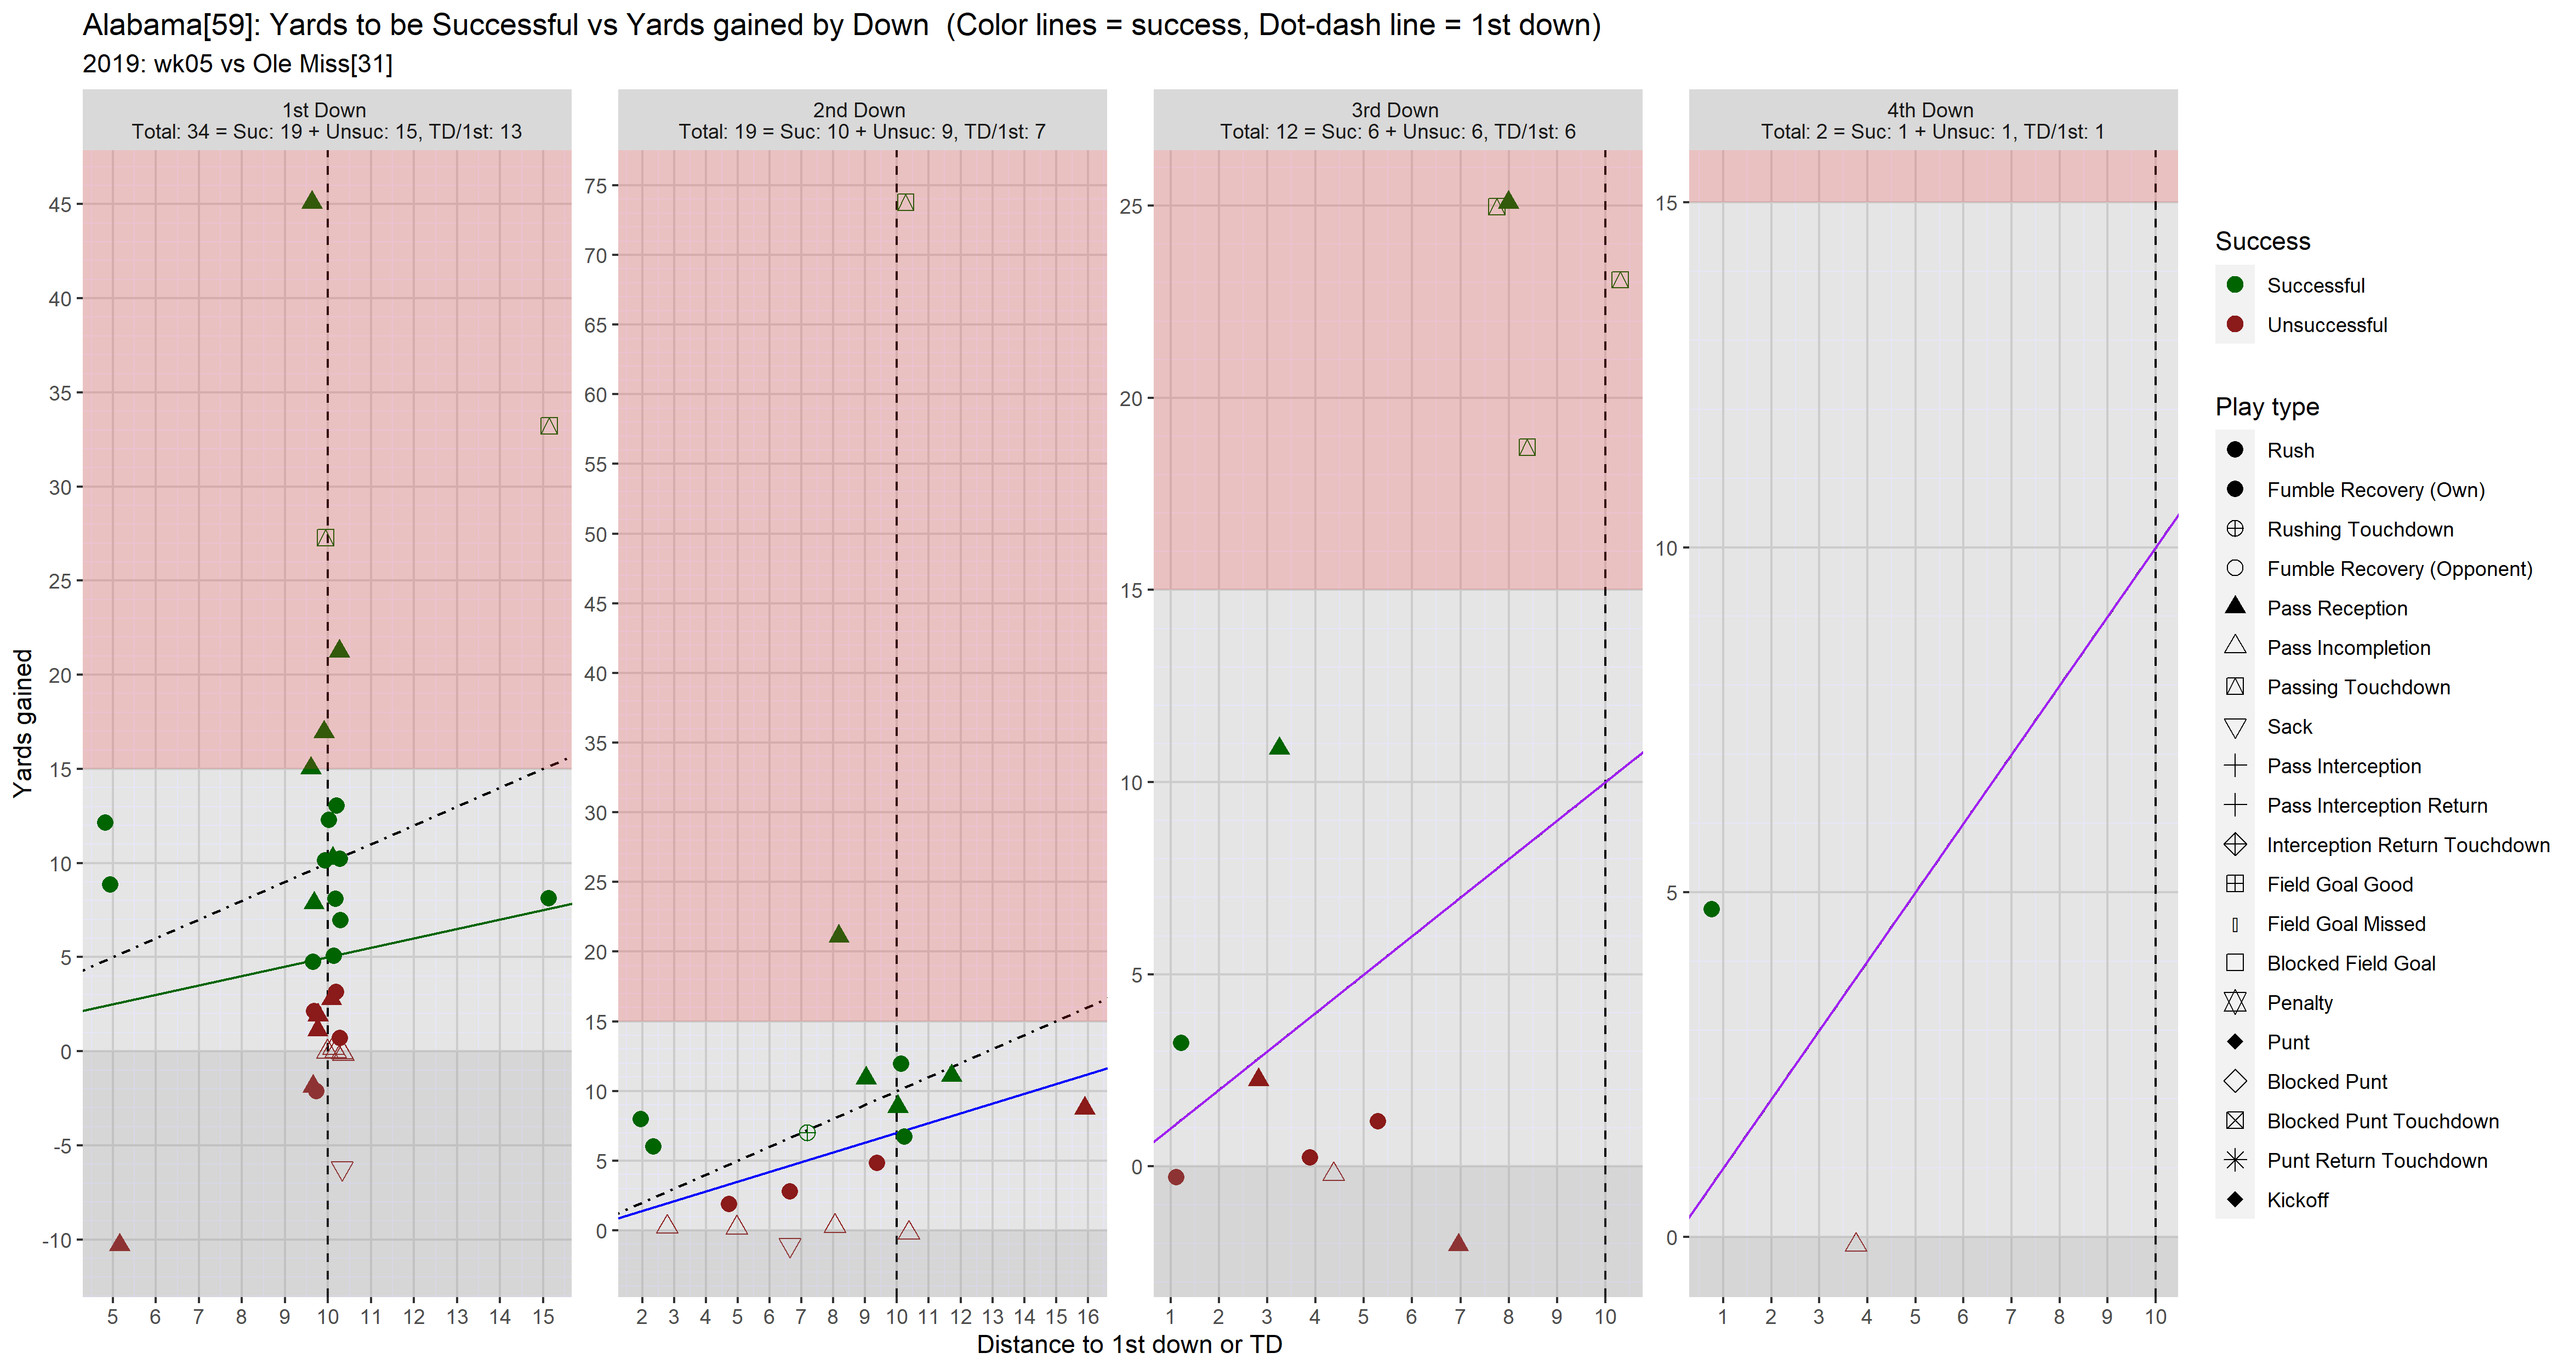 Alabama[59]: Yards to be Successful vs Yards gained by Down  (Color lines = success, Dot-dash line = 1st down)
2019: wk05 vs Ole Miss[31]
1st Down
Total: 34 = Suc: 19 + Unsuc: 15, TD/1st: 13
2nd Down
Total: 19 = Suc: 10 + Unsuc: 9, TD/1st: 7
3rd Down
Total: 12 = Suc: 6 + Unsuc: 6, TD/1st: 6
4th Down
Total: 2 = Suc: 1 + Unsuc: 1, TD/1st: 1
Yards gained
45
40
35
30
25
20
15
10
5
0
-5
-10
5 6 7 8 9 10 11 12 13 14 15
75
70
65
60
55
50
45
40
35
30
25
20
15
10
5
0
2 3 4 5 6 7 8 9 10 11 12 13 14 15 16
25
20
15
10
5
0
1 2 3 4 5 6 7 8 9 10
15
10
5
0
1 2 3 4 5 6 7 8 9 10
Distance to 1st down or TD
Success
Successful
Unsuccessful
Play type
Rush
Fumble Recovery (Own)
Rushing Touchdown
Fumble Recovery (Opponent)
Pass Reception
Pass Incompletion
Passing Touchdown
Sack
Pass Interception
Pass Interception Return
Interception Return Touchdown
Field Goal Good
Field Goal Missed
Blocked Field Goal
Penalty
Punt
Blocked Punt
Blocked Punt Touchdown
Punt Return Touchdown
Kickoff